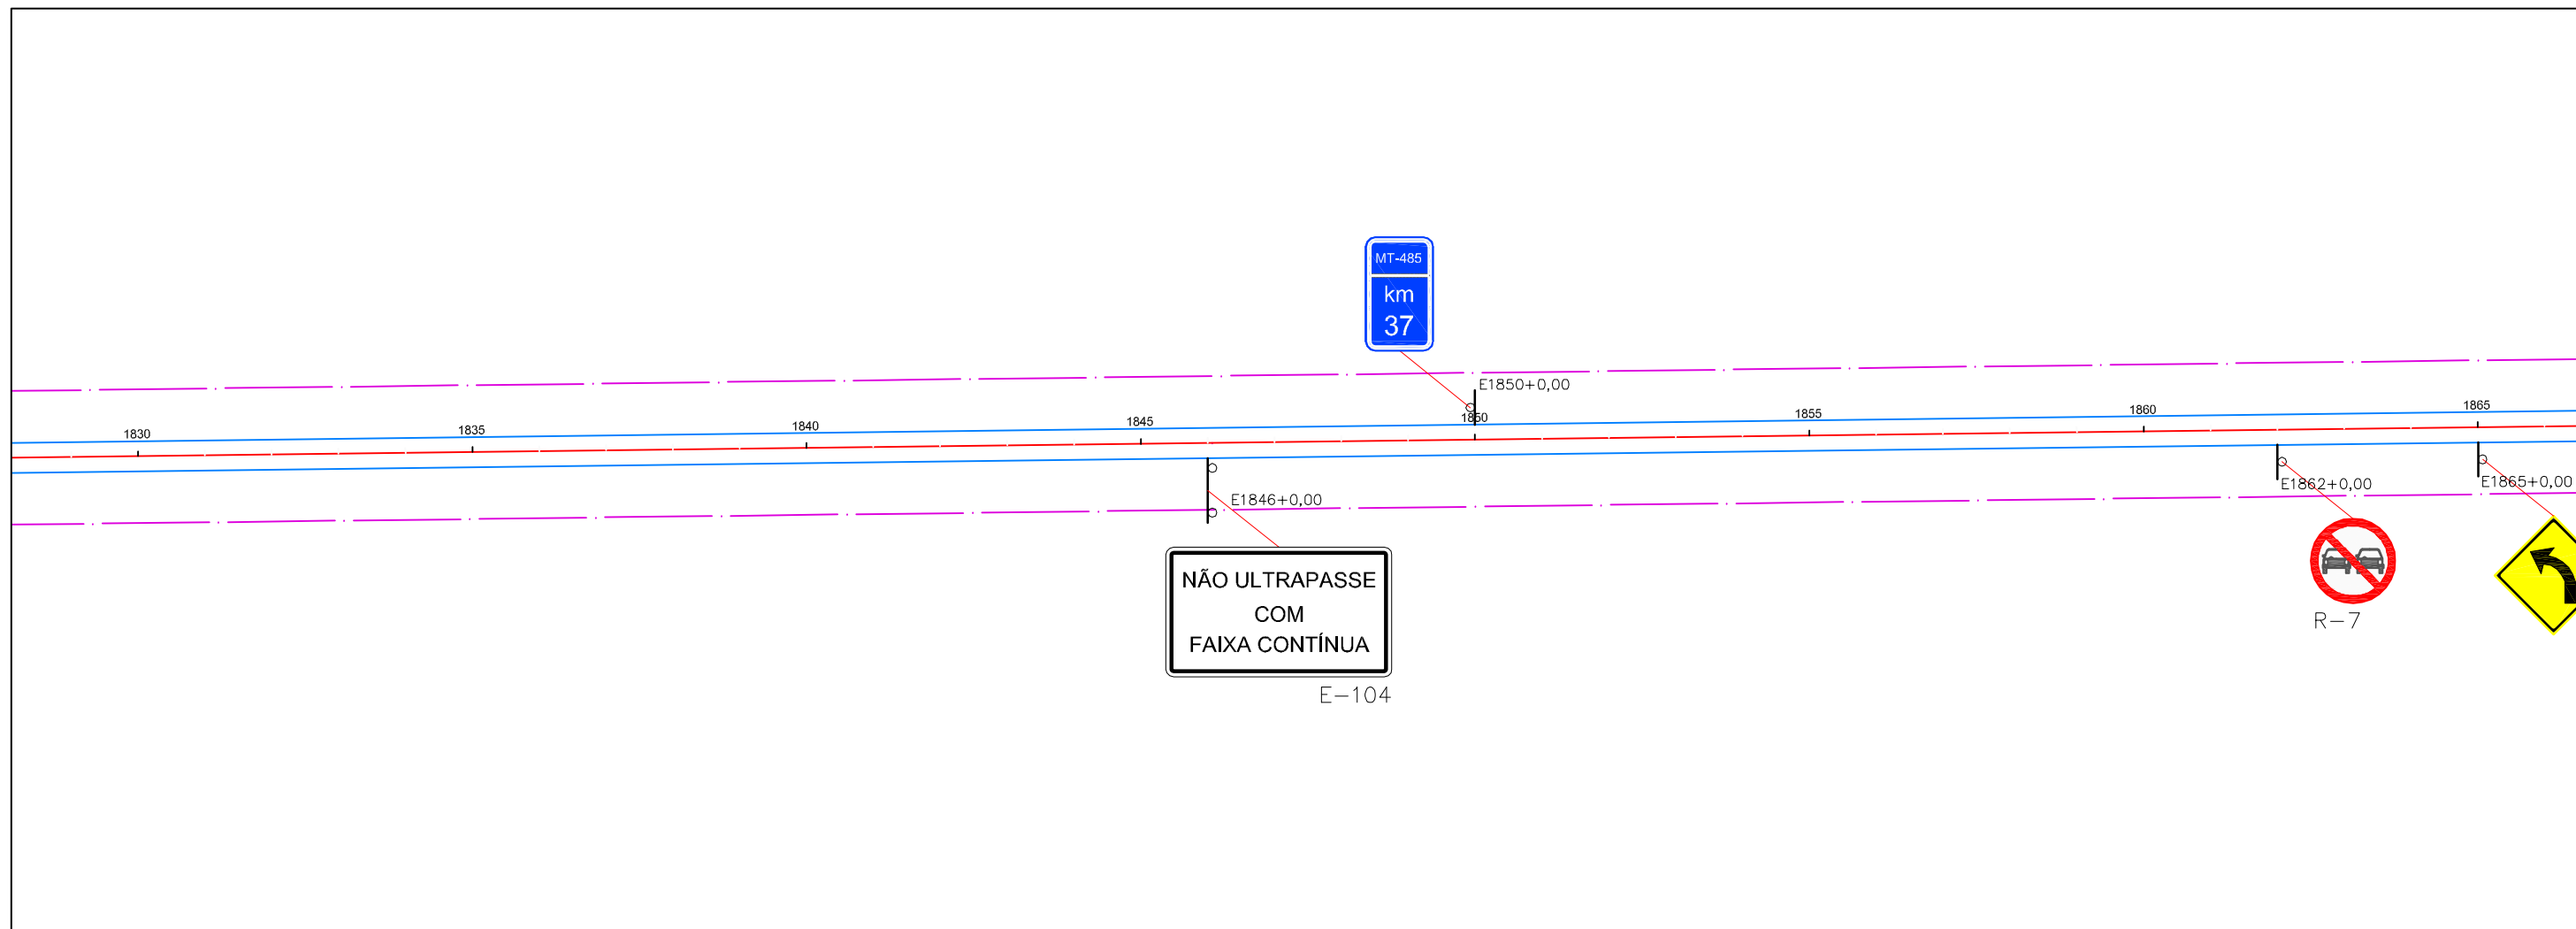 MT-485
km
37
E1850+0,00
1830
1835
1840
1845
1850
1855
1860
1865
E1846+0,00
E1862+0,00
E1865+0,00
NÃO ULTRAPASSE
COM
FAIXA CONTÍNUA
E-104
R-7